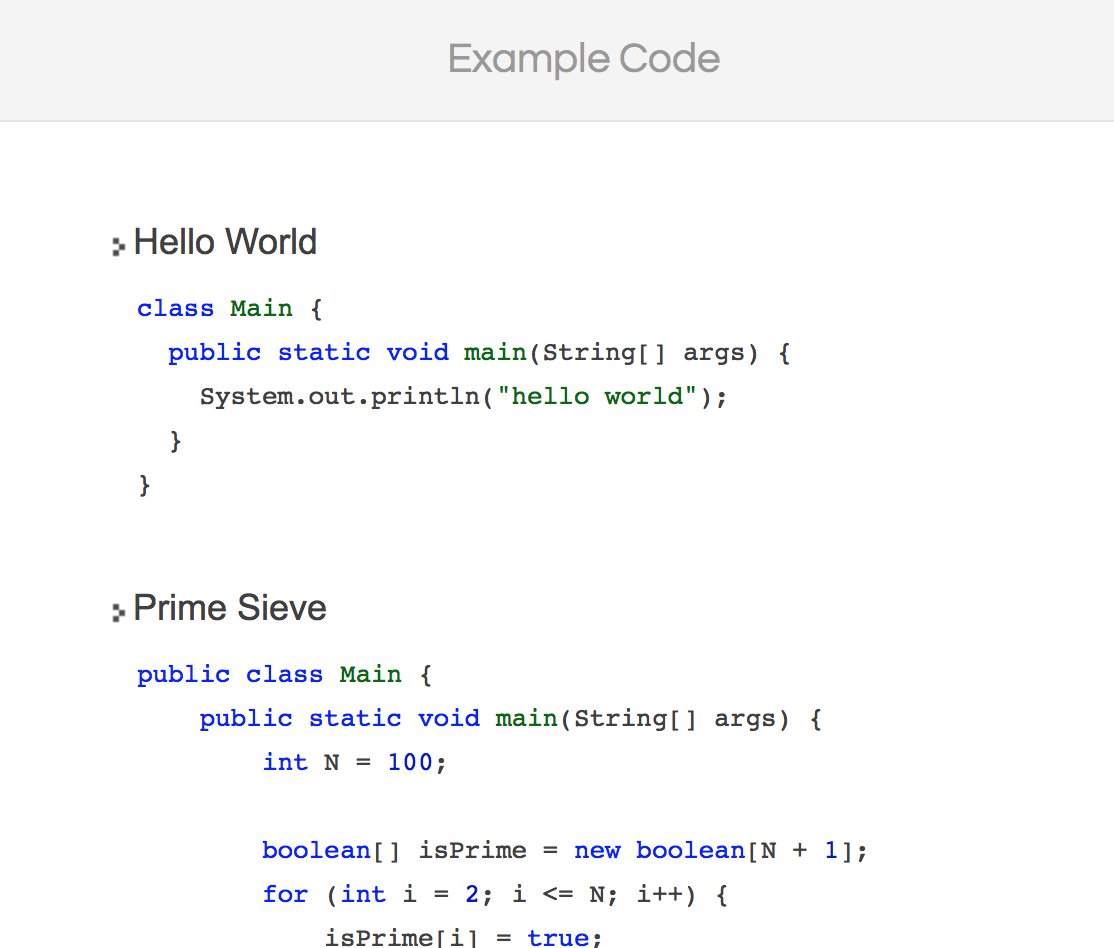 Example Code
Hello World
class Main {
  public static void main(String[] args) {
    System.out.println("hello world");
  }
}
Prime Sieve
public class Main {
    public static void main(String[] args) {
        int N = 100;

        boolean[] isPrime = new boolean[N + 1];
        for (int i = 2; i <= N; i++) {
            isPrime[i] = true;